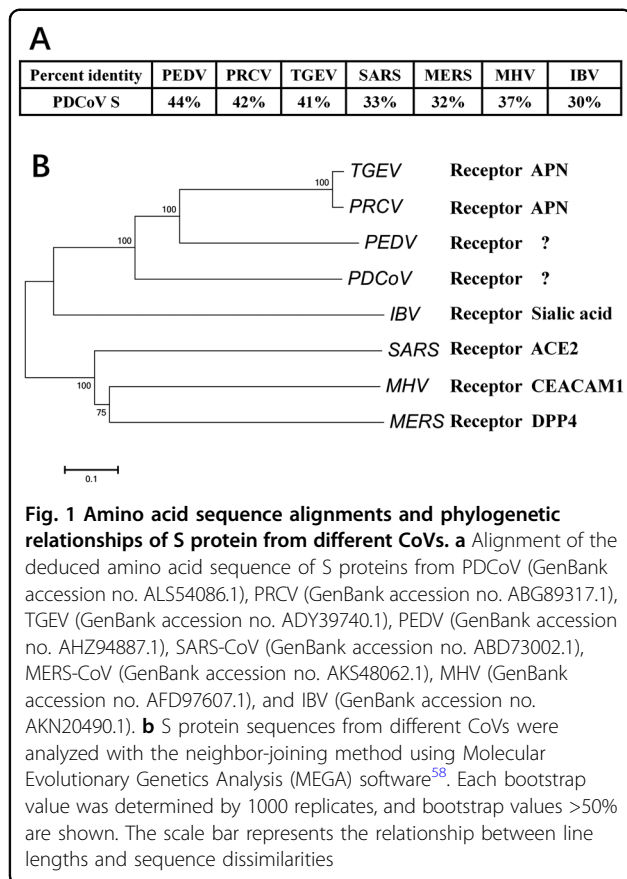 A
Percent identity PEDV PRCV TGEV SARS MERS MHV IBV
PDCoV S 44% 42% 41% 33% 32% 37% 30%
B
100 TGEV Receptor APN
PRCV Receptor APN
100 PEDV Receptor ?
100 PDCoV Receptor ?
IBV Receptor Sialic acid
SARS Receptor ACE2
100 MHV Receptor CEACAM1
75 MERS Receptor DPP4
0.1
Fig. 1 Amino acid sequence alignments and phylogenetic
relationships of S protein from different CoVs. a Alignment of the
deduced amino acid sequence of S proteins from PDCoV (GenBank
accession no. ALS54086.1), PRCV (GenBank accession no. ABG89317.1),
TGEV (GenBank accession no. ADY39740.1), PEDV (GenBank accession
no. AHZ94887.1), SARS-CoV (GenBank accession no. ABD73002.1),
MERS-CoV (GenBank accession no. AKS48062.1), MHV (GenBank
accession no. AFD97607.1), and IBV (GenBank accession no.
AKN20490.1). b S protein sequences from different CoVs were
analyzed with the neighbor-joining method using Molecular
Evolutionary Genetics Analysis (MEGA) software58. Each bootstrap
value was determined by 1000 replicates, and bootstrap values >50%
are shown. The scale bar represents the relationship between line
lengths and sequence dissimilarities